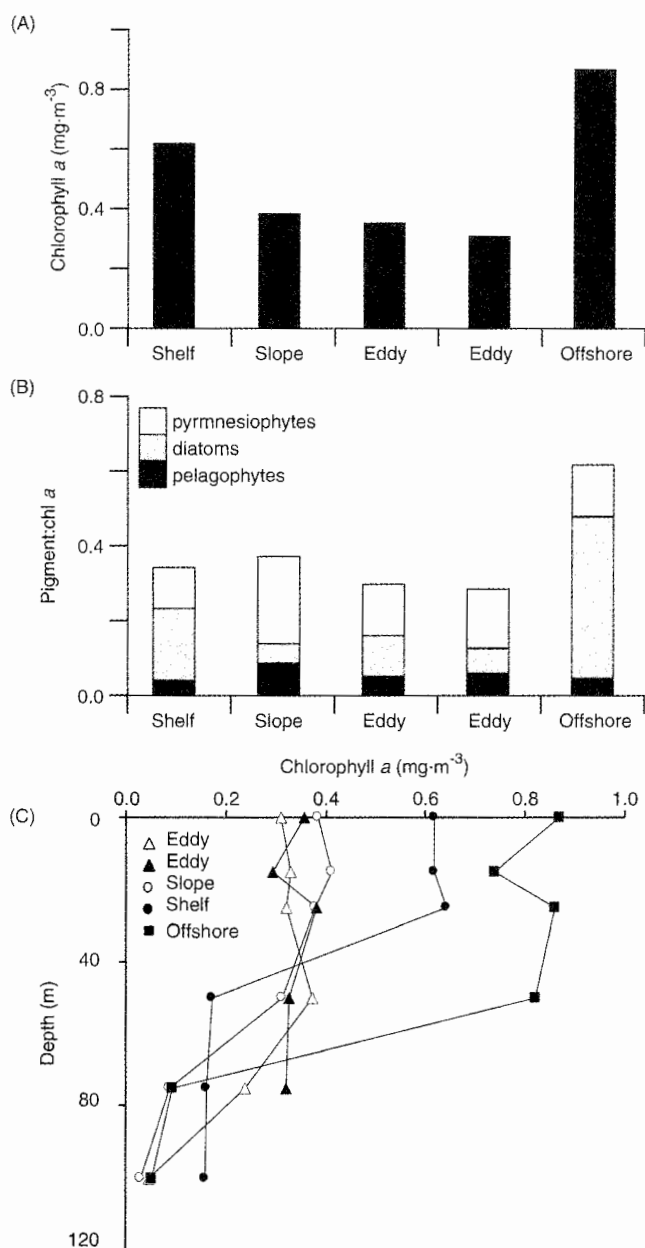 (A)
Chlorophyll a (mg·m-3)
0.8
0.4
0.0
Shelf Slope Eddy Eddy Offshore
(B)
Pigment:chl a
0.8
0.4
0.0
pyrmnesiophytes
diatoms
pelagophytes
Shelf Slope Eddy Eddy Offshore
Chlorophyll a (mg·m-3)
0.0 0.2 0.4 0.6 0.8 1.0
(C)
Depth (m)
0
40
80
120
Eddy
Eddy
Slope
Shelf
Offshore